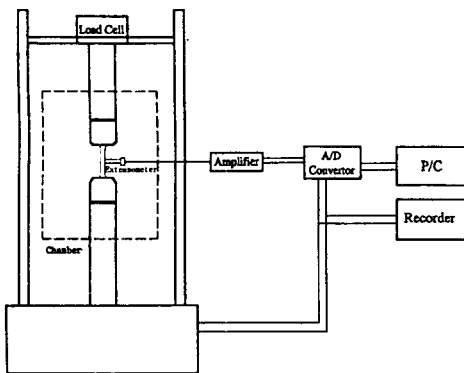 Load Cell
Extensometer
Chamber
Amplifier
A/D
Convertor
P/C
Recorder